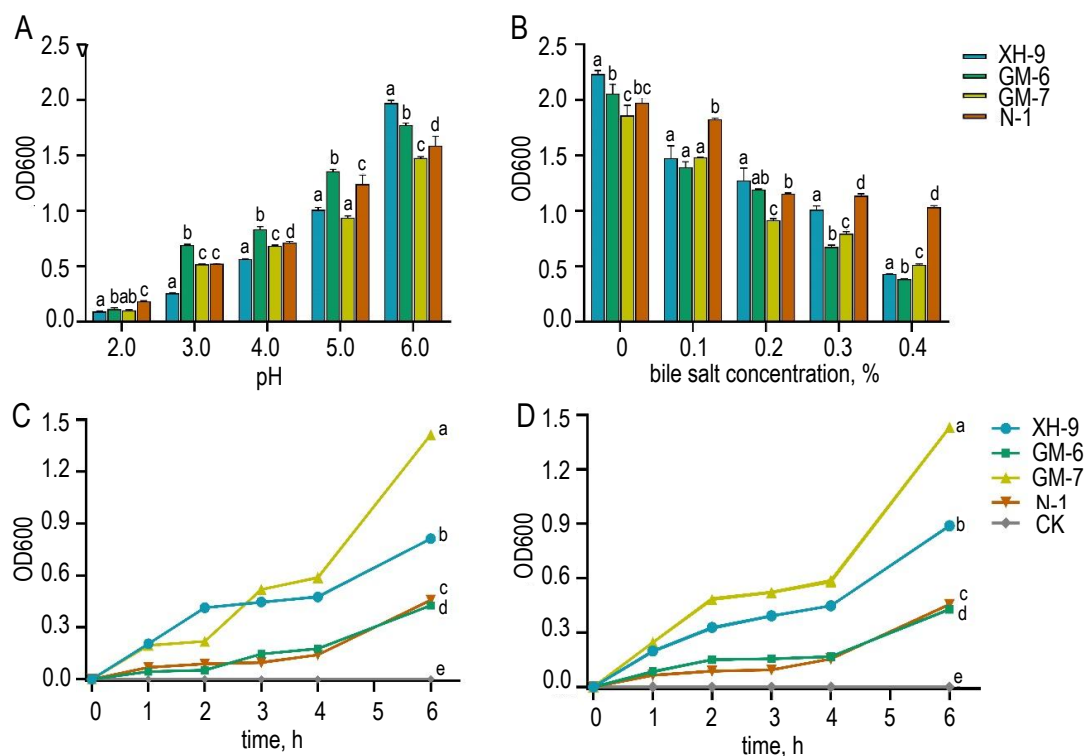 A
B
2.5
2.0
1.5
1.0
0.5
0.0
OD600
a bab c
a b c c
a b c d
a b a c
a b c d
2.0 3.0 4.0 5.0 6.0
pH
2.5
2.0
1.5
1.0
0.5
0.0
OD600
a b c bc
a a a b
a ab c b
a b c d
a b c d
0 0.1 0.2 0.3 0.4
bile salt concentration, %
XH-9
GM-6
GM-7
N-1
C
D
1.5
1.2
0.9
0.6
0.3
0.0
OD600
a
b
c
d
e
0 1 2 3 4 5 6
time, h
1.5
1.2
0.9
0.6
0.3
0.0
OD600
a
b
c
d
e
0 1 2 3 4 5 6
time, h
XH-9
GM-6
GM-7
N-1
CK